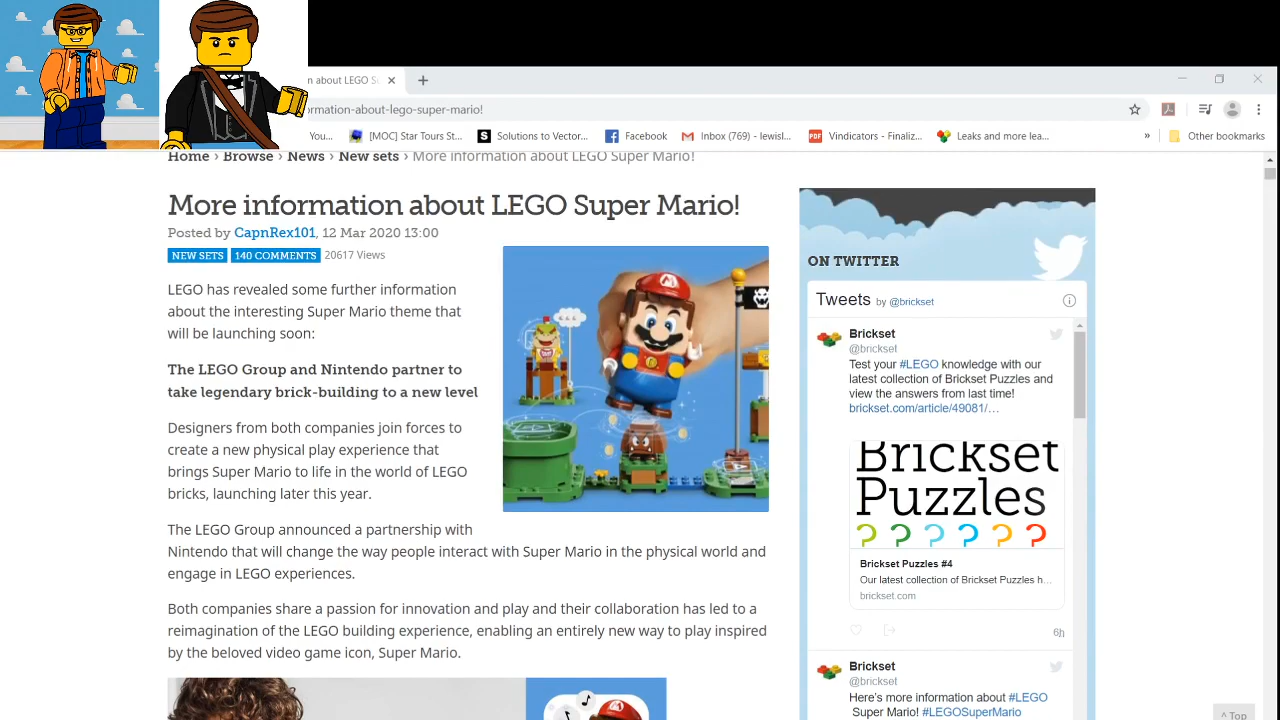 n about LEGO S
ormation-about-lego-super-mario!
You...
[MOC] Star Tours St...
S
Solutions to Vector...
Facebook
Inbox (769) - lewisl...
PDF
Vindicators - Finaliz...
Leaks and more lea...
»
Other bookmarks
Home › Browse › News › New sets › More information about LEGO Super Mario!
More information about LEGO Super Mario!
Posted by CapnRex101, 12 Mar 2020 13:00
NEW SETS 140 COMMENTS 20617 Views
LEGO has revealed some further information
about the interesting Super Mario theme that
will be launching soon:
The LEGO Group and Nintendo partner to
take legendary brick-building to a new level
Designers from both companies join forces to
create a new physical play experience that
brings Super Mario to life in the world of LEGO
bricks, launching later this year.
The LEGO Group announced a partnership with
Nintendo that will change the way people interact with Super Mario in the physical world and
engage in LEGO experiences.
Both companies share a passion for innovation and play and their collaboration has led to a
reimagination of the LEGO building experience, enabling an entirely new way to play inspired
by the beloved video game icon, Super Mario.
M
ON TWITTER
Tweets by @brickset
Brickset
@brickset
Test your #LEGO knowledge with our
latest collection of Brickset Puzzles and
view the answers from last time!
brickset.com/article/49081/…
Brickset
Puzzles
? ? ? ? ? ?
Brickset Puzzles #4
Our latest collection of Brickset Puzzles h…
brickset.com
6h
Brickset
@brickset
Here's more information about #LEGO
Super Mario! #LEGOSuperMario
^ Top